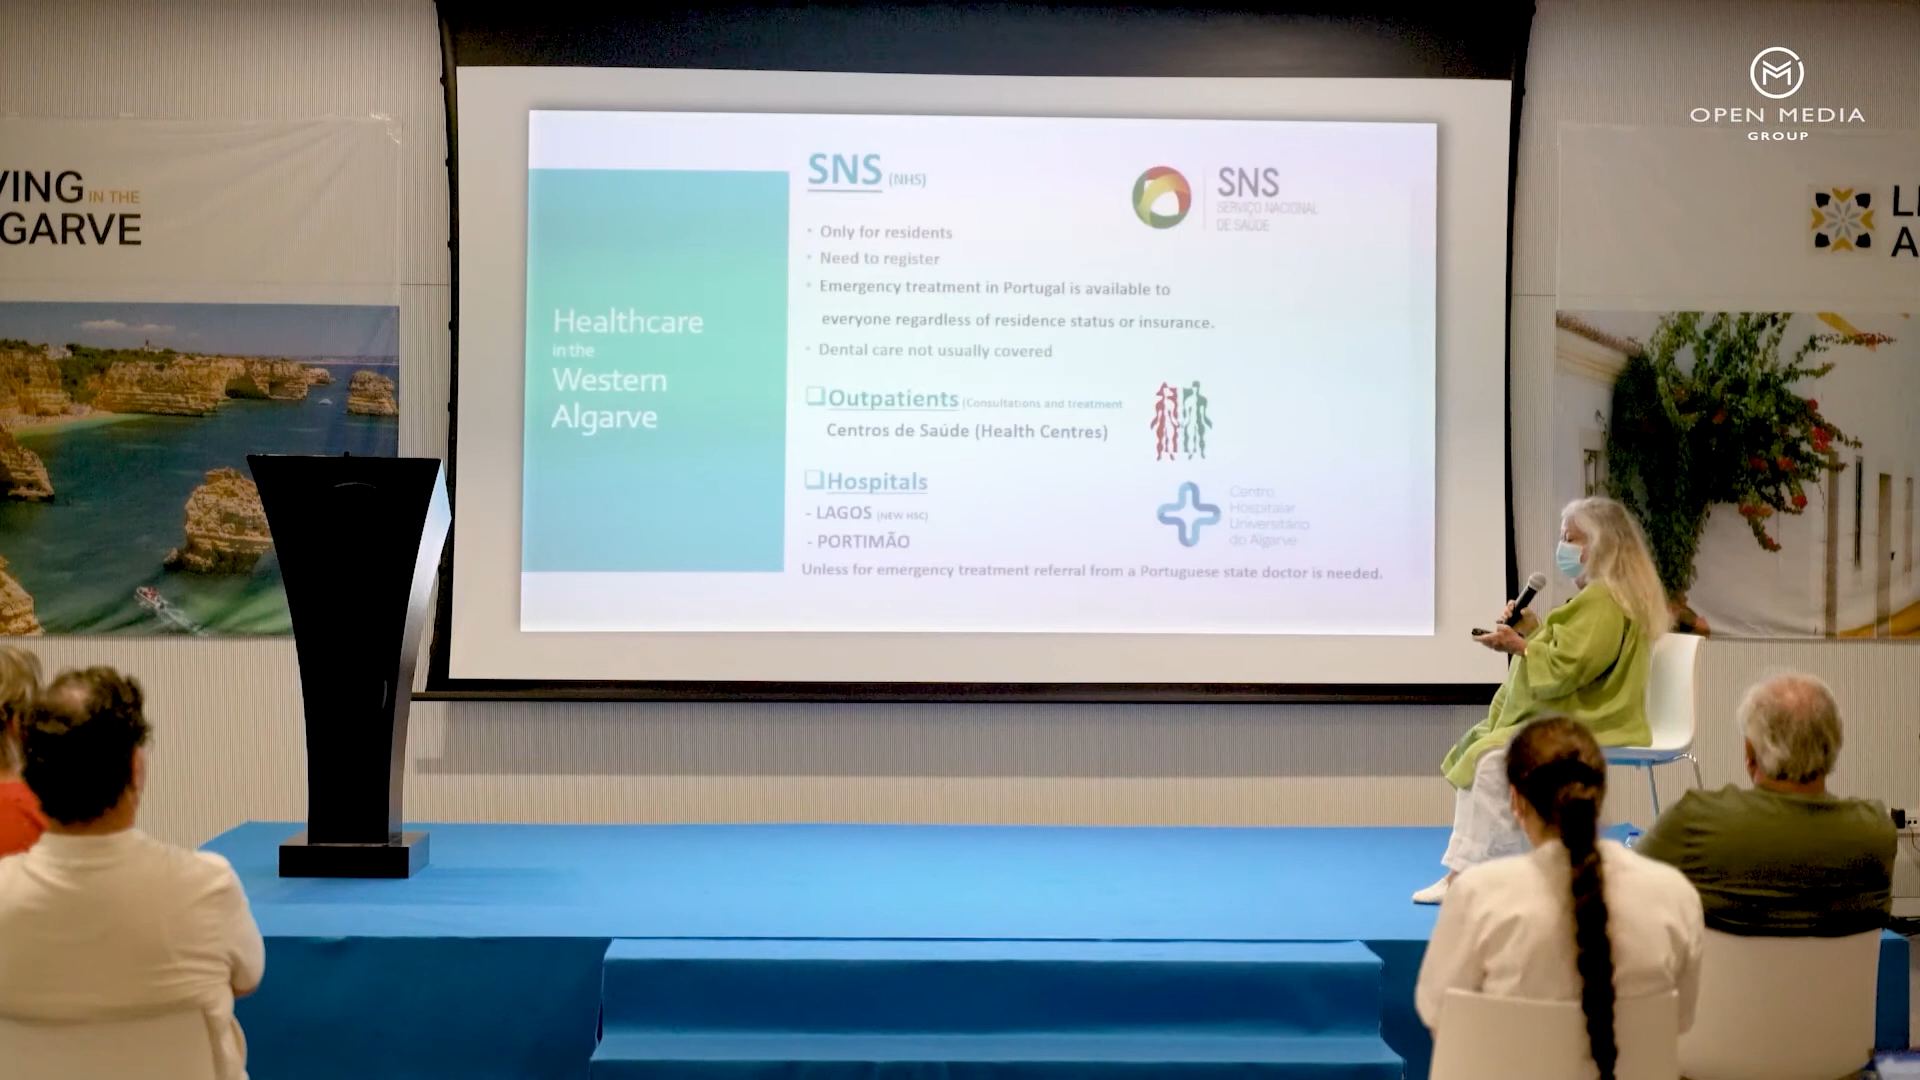 VING IN THE
GARVE
OPEN MEDIA
GROUP
LI
A
Healthcare
in the
Western
Algarve
SNS (NHS)
SNS
SERVIÇO NACIONAL
DE SAÚDE
• Only for residents
• Need to register
• Emergency treatment in Portugal is available to
everyone regardless of residence status or insurance.
• Dental care not usually covered
Outpatients (Consultations and treatment
Centros de Saúde (Health Centres)
Hospitals
- LAGOS (NEW HSC)
- PORTIMÃO
Centro
Hospitalar
Universitário
do Algarve
Unless for emergency treatment referral from a Portuguese state doctor is needed.